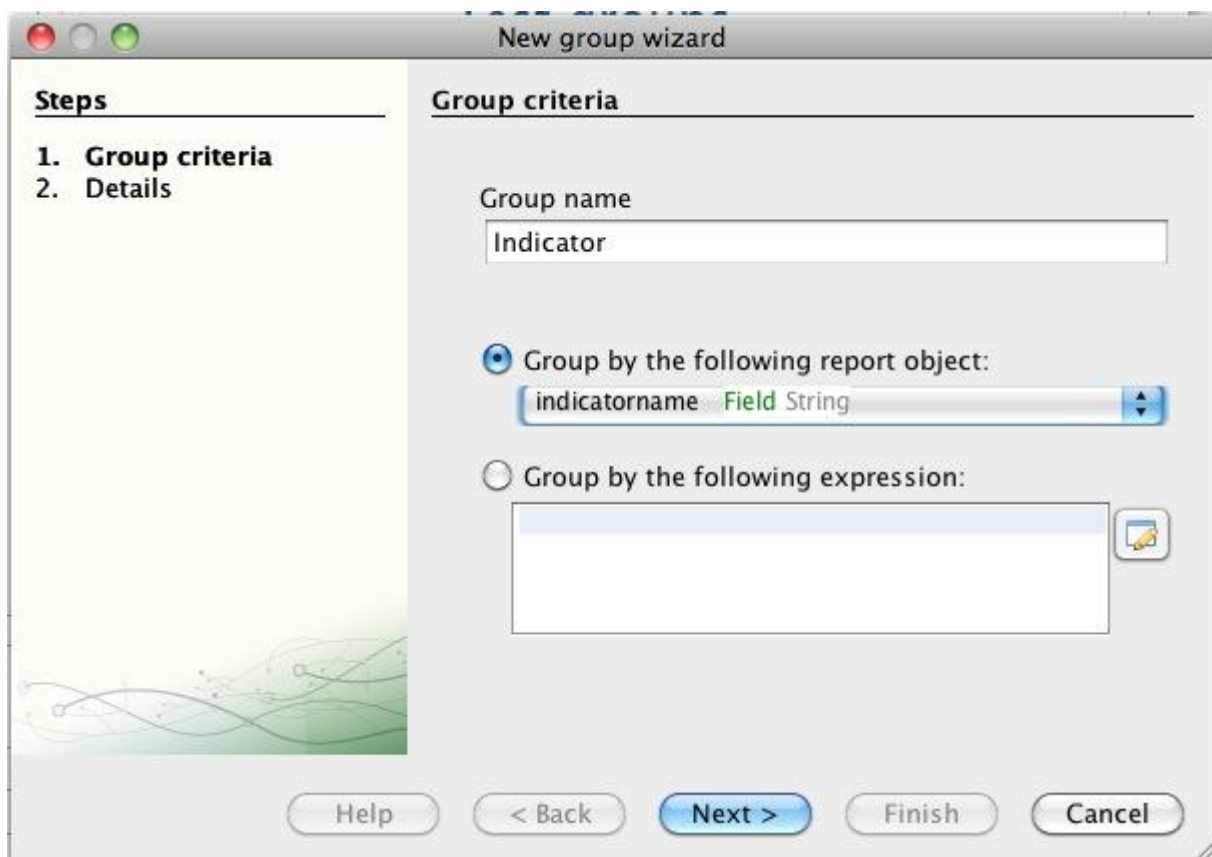 New group wizard
Steps
1. Group criteria
2. Details
Group criteria
Group name
Indicator
Group by the following report object:
indicatorname Field String
Group by the following expression:
Help
< Back
Next >
Finish
Cancel